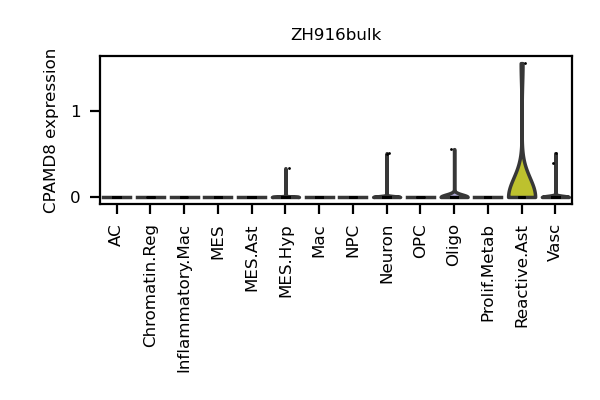 ZH916bulk
CPAMD8 expression
1
0
AC
Chromatin.Reg
Inflammatory.Mac
MES
MES.Ast
MES.Hyp
Mac
NPC
Neuron
OPC
Oligo
Prolif.Metab
Reactive.Ast
Vasc